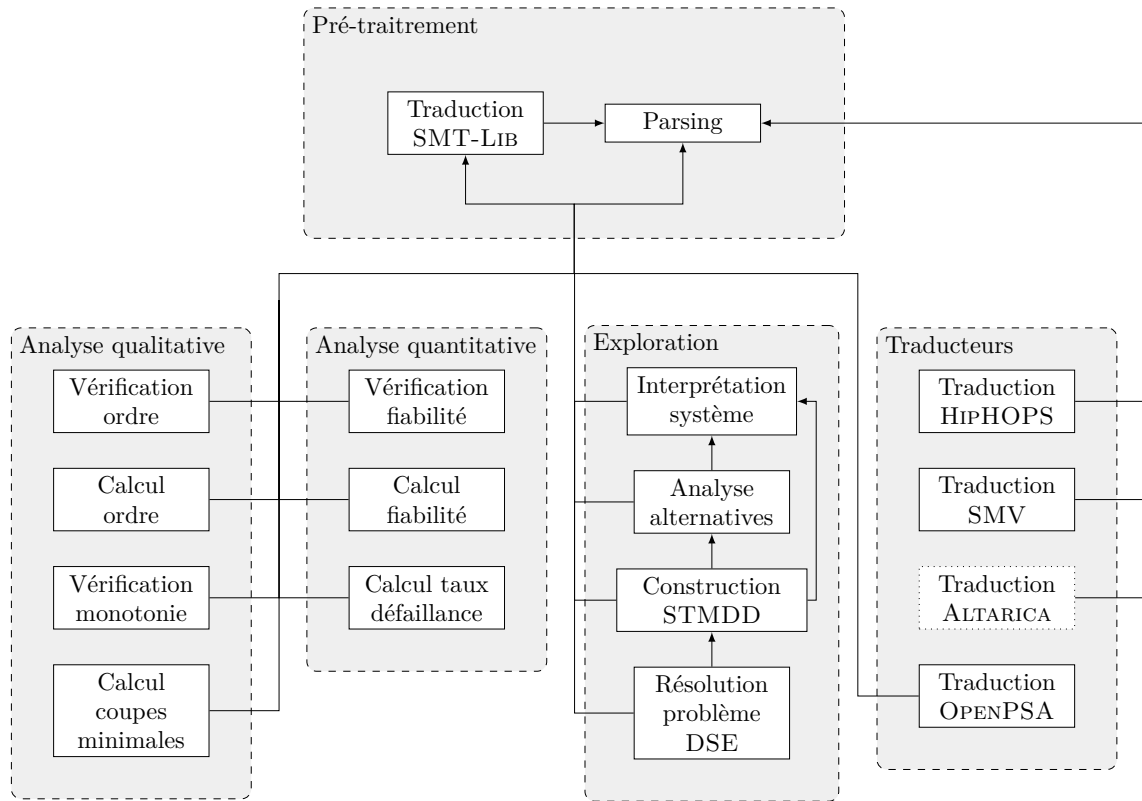 Pré-traitrement
Traduction
SMT-Lib
Parsing
Analyse qualitative
Vérification
ordre
Calcul
ordre
Vérification
monotonie
Calcul
coupes
minimales
Analyse quantitative
Vérification
fiabilité
Calcul
fiabilité
Calcul taux
défaillance
Exploration
Interprétation
système
Analyse
alternatives
Construction
STMDD
Résolution
problème
DSE
Traducteurs
Traduction
HipHOPS
Traduction
SMV
Traduction
Altarica
Traduction
OpenPSA